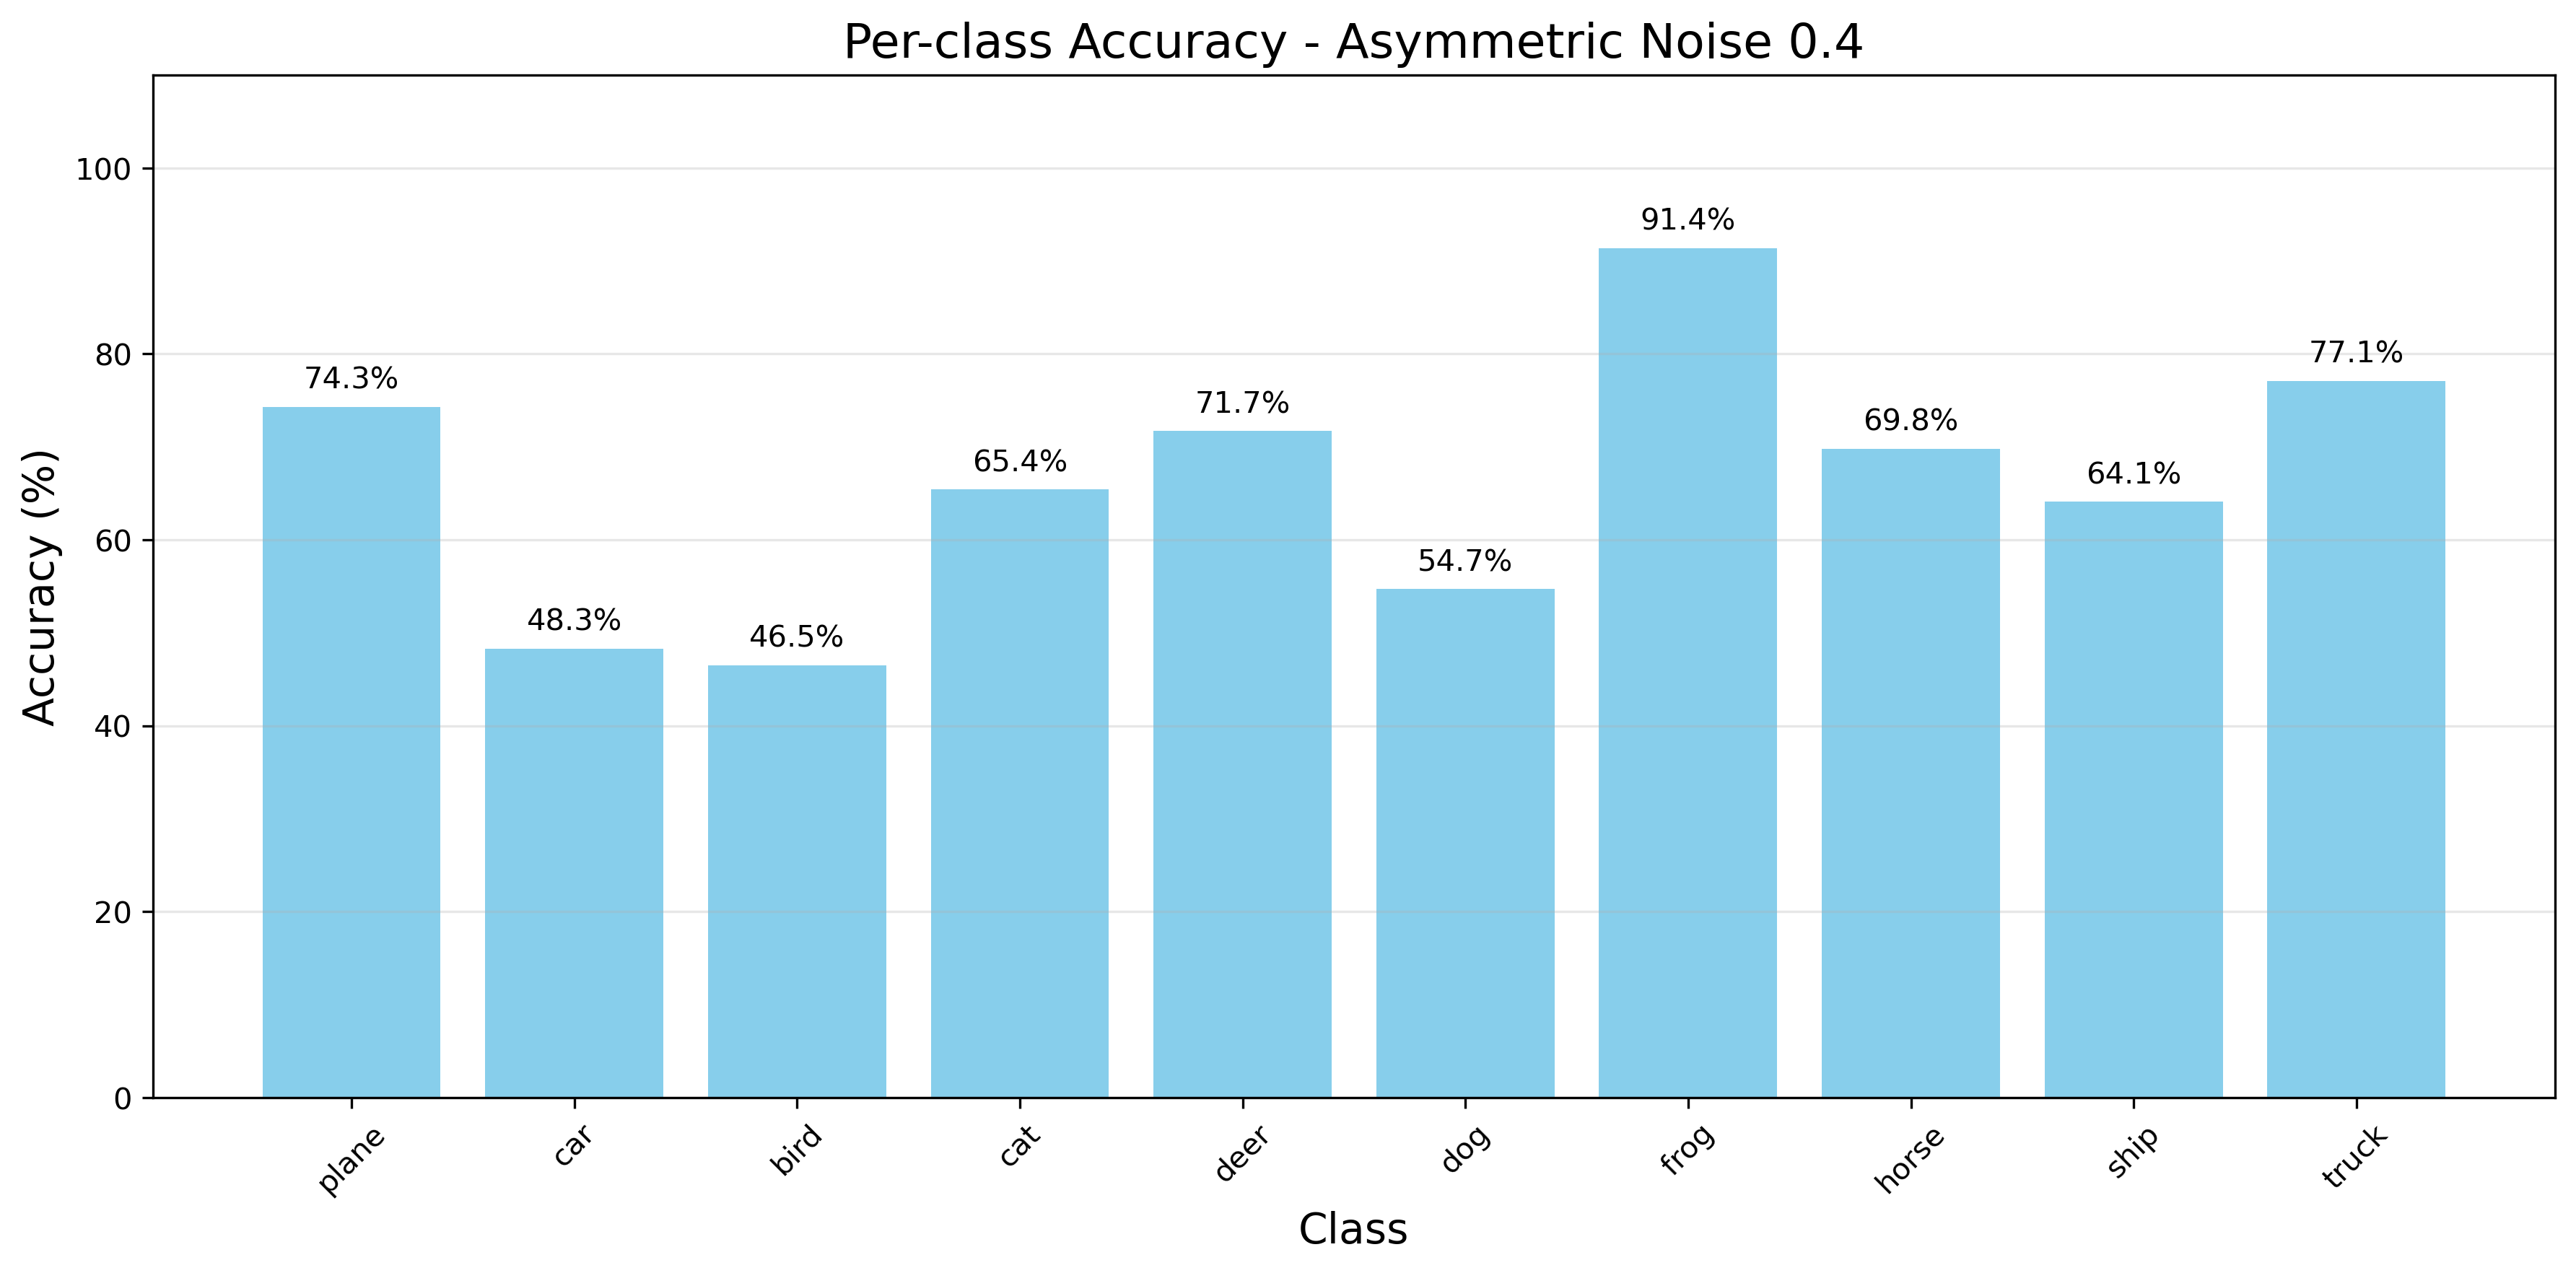 Per-class Accuracy - Asymmetric Noise 0.4
Accuracy (%)
100
80
60
40
20
0
74.3%
48.3%
46.5%
65.4%
71.7%
54.7%
91.4%
69.8%
64.1%
77.1%
plane
car
bird
cat
deer
dog
frog
horse
ship
truck
Class